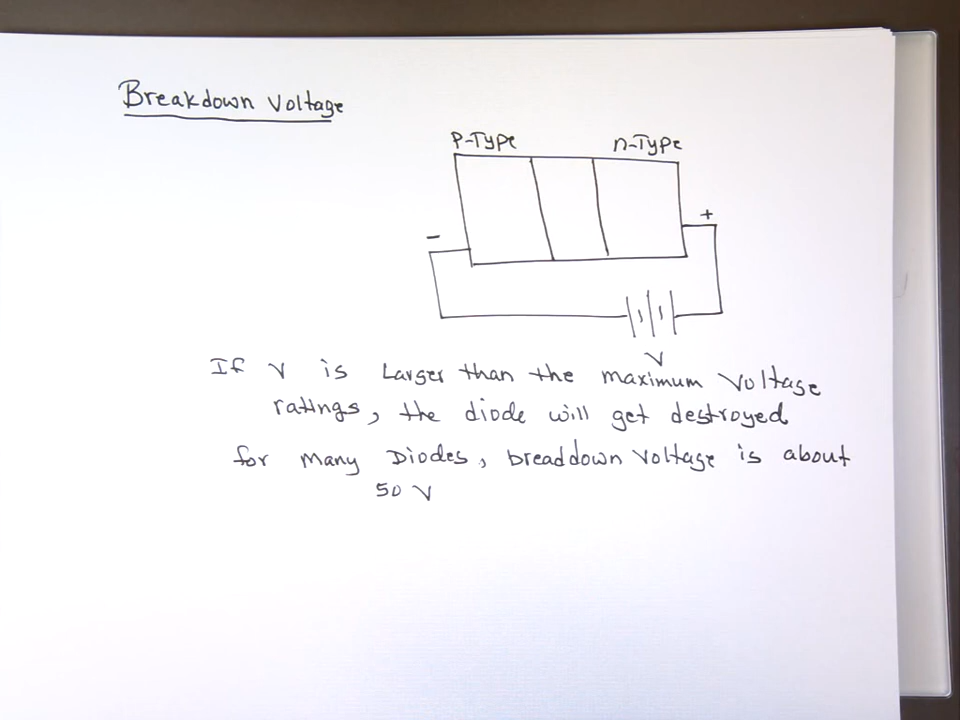 Breakdown Voltage
P-Type n-Type
- +
V
If V is Larger than the maximum Voltage
ratings, the diode will get destroyed
for many Diodes, breaddown Voltage is about
50 V